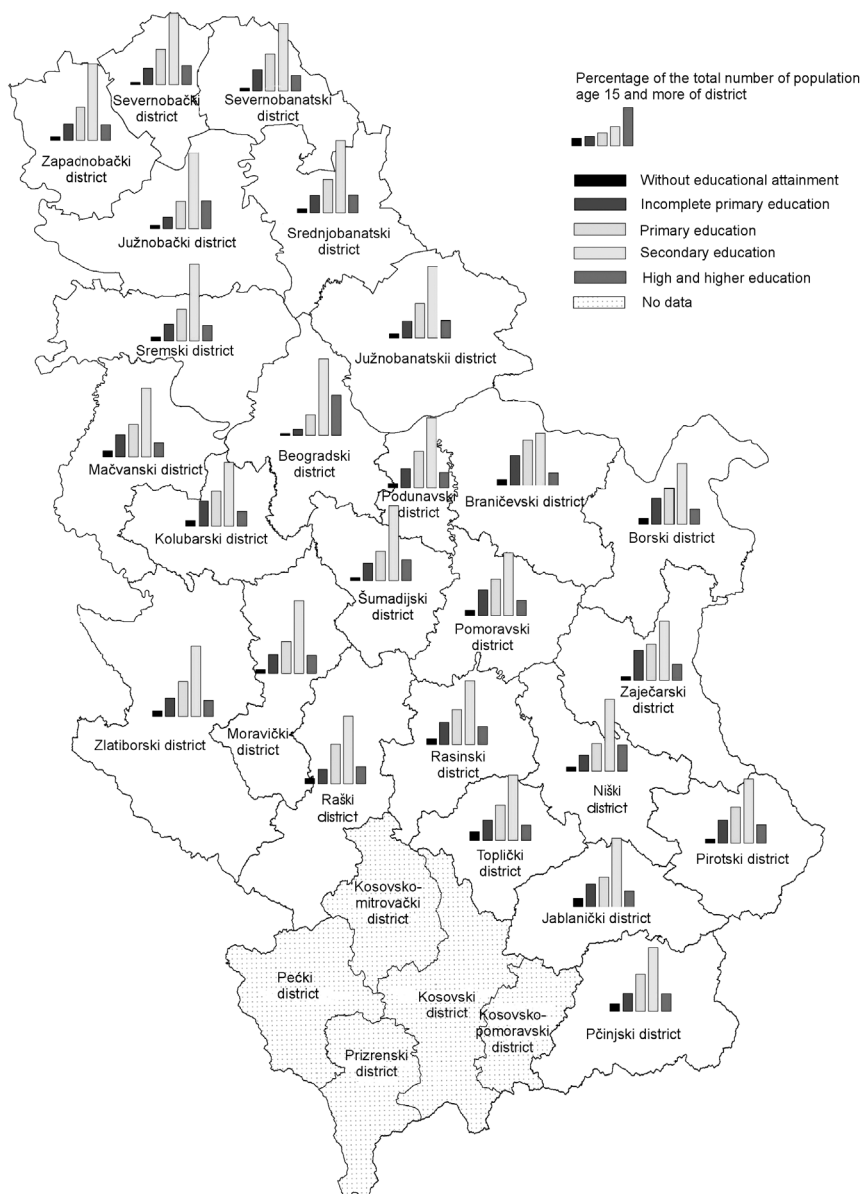 Percentage of the total number of population
age 15 and more of district
Without educational attainment
Incomplete primary education
Primary education
Secondary education
High and higher education
No data
Severnobački
district
Severnobanatski
district
Zapadnobački
district
Južnobački district
Srednjobanatski
district
Sremski district
Južnobanatskii district
Mačvanski district
Beogradski
district
Podunavski
district
Braničevski district
Kolubarski district
Borski district
Šumadijski
district
Pomoravski
district
Zaječarski
district
Zlatiborski district
Moravički
district
Rasinski
district
Raški
district
Niški
district
Toplički
district
Pirotski district
Kosovsko-
mitrovački
district
Jablanički district
Pećki
district
Kosovski
district
Kosovsko-
pomoravski
district
Pčinjski district
Prizrenski
district